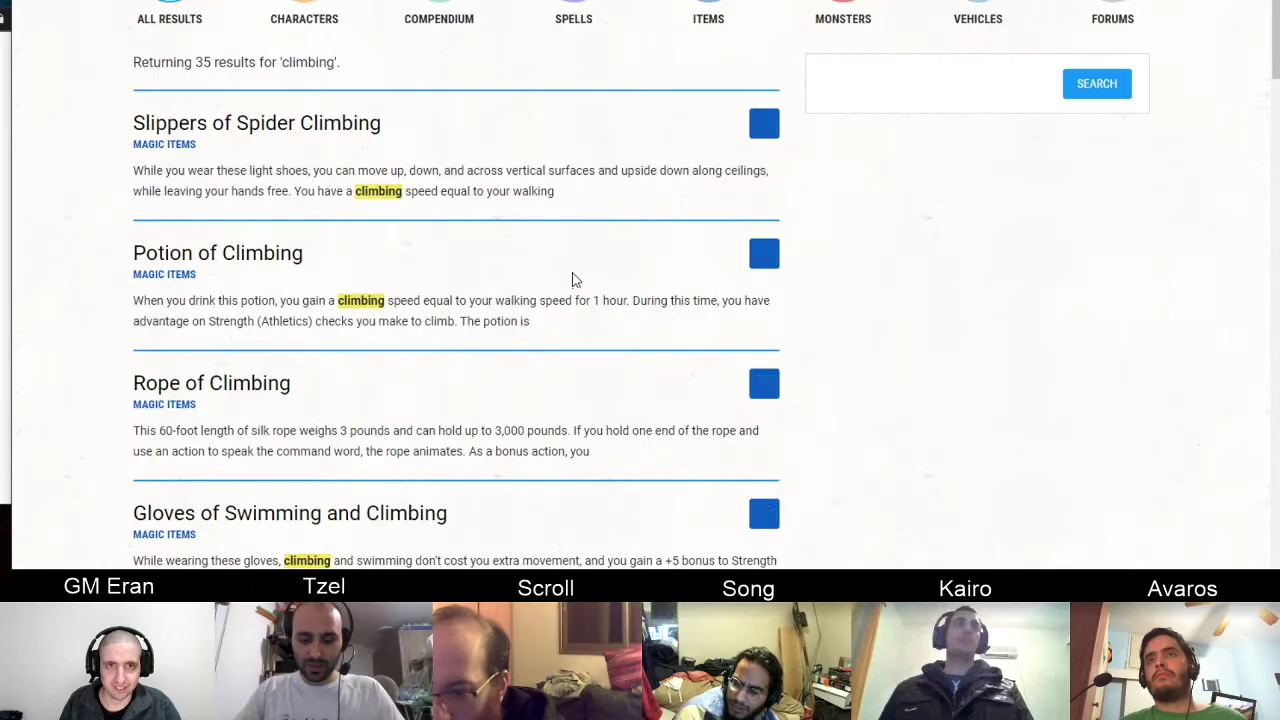 ALL RESULTS
CHARACTERS
COMPENDIUM
SPELLS
ITEMS
MONSTERS
VEHICLES
FORUMS
Returning 35 results for 'climbing'.
SEARCH
Slippers of Spider Climbing
MAGIC ITEMS
While you wear these light shoes, you can move up, down, and across vertical surfaces and upside down along ceilings,
while leaving your hands free. You have a climbing speed equal to your walking
Potion of Climbing
MAGIC ITEMS
When you drink this potion, you gain a climbing speed equal to your walking speed for 1 hour. During this time, you have
advantage on Strength (Athletics) checks you make to climb. The potion is
Rope of Climbing
MAGIC ITEMS
This 60-foot length of silk rope weighs 3 pounds and can hold up to 3,000 pounds. If you hold one end of the rope and
use an action to speak the command word, the rope animates. As a bonus action, you
Gloves of Swimming and Climbing
MAGIC ITEMS
While wearing these gloves, climbing and swimming don't cost you extra movement, and you gain a +5 bonus to Strength
GM Eran
Tzel
Scroll
Song
Kairo
Avaros